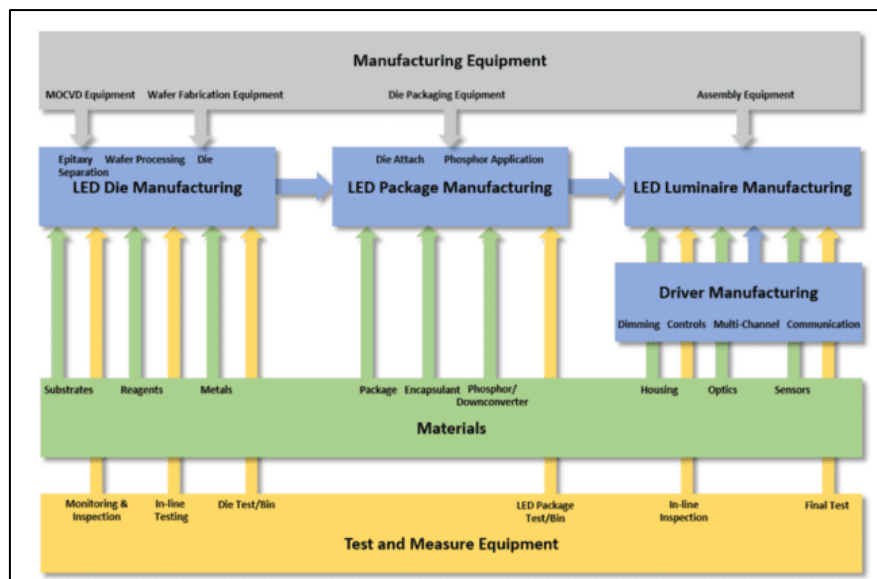 Manufacturing Equipment
MOCVD Equipment Wafer Fabrication Equipment Die Packaging Equipment Assembly Equipment
Epitaxy Wafer Processing Die
Separation
LED Die Manufacturing
Die Attach Phosphor Application
LED Package Manufacturing
LED Luminaire Manufacturing
Driver Manufacturing
Dimming Controls Multi-Channel Communication
Substrates Reagents Metals Package Encapsulant Phosphor/
Downconverter
Housing Optics Sensors
Materials
Monitoring &
Inspection
In-line
Testing
Die Test/Bin
LED Package
Test/Bin
In-line
Inspection
Final Test
Test and Measure Equipment